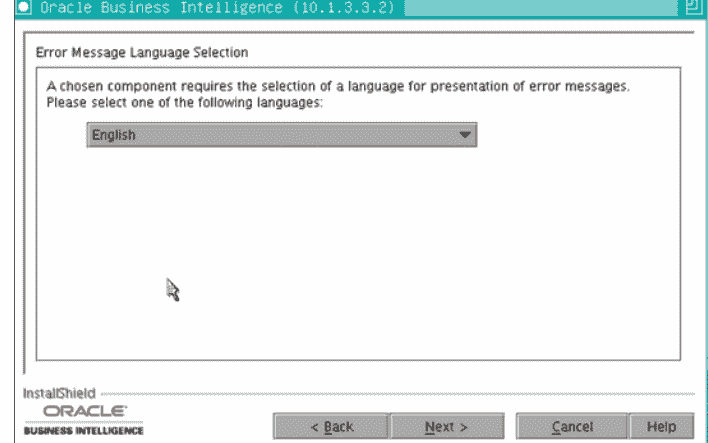 Oracle Business Intelligence (10.1.3.3.2)
Error Message Language Selection
A chosen component requires the selection of a language for presentation of error messages.
Please select one of the following languages:
English
InstallShield
ORACLE
BUSINESS INTELLIGENCE
< Back Next > Cancel Help